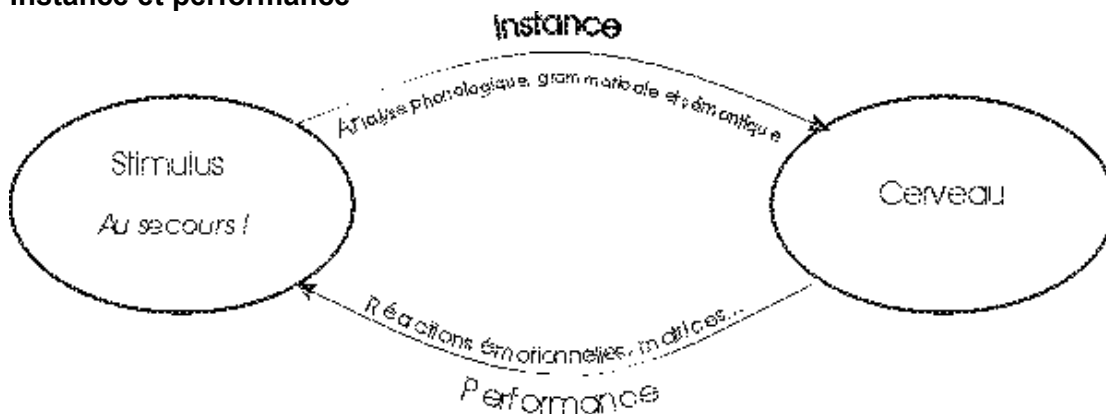 Instance et performance
Instance
Analyse phonologique, grammaticale et sémantique
Stimulus
Au secours !
Cerveau
Réactions émotionnelles, motrices...
Performance